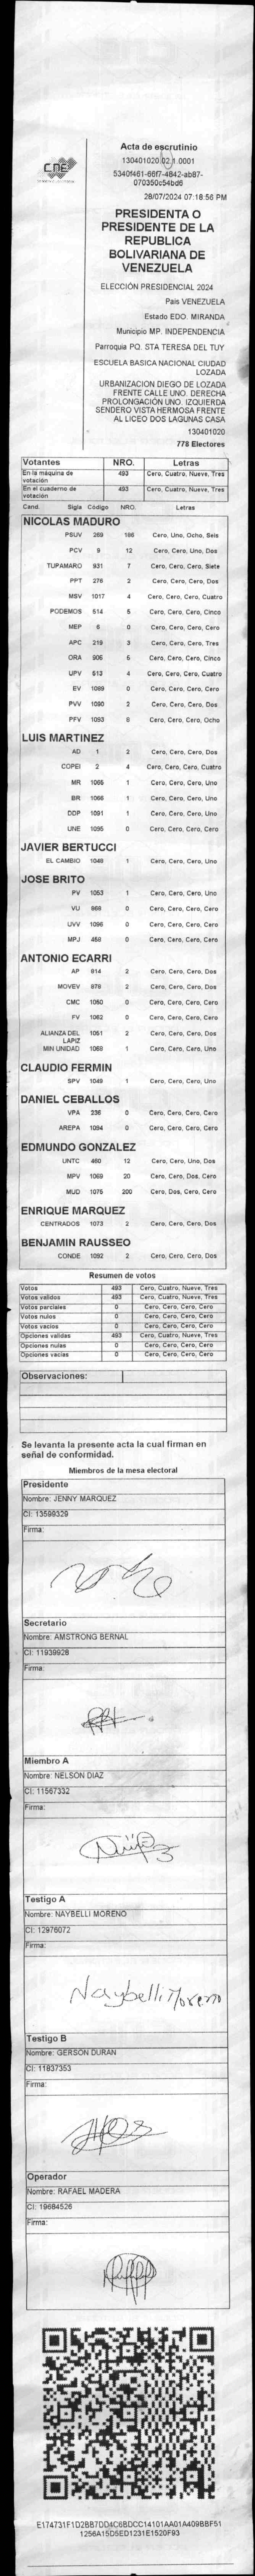 CNE
Acta de escrutinio
130401020.02.1.0001
5340f461-66f7-4842-ab87-
070350c54bd6
28/07/2024 07:18:56 PM
PRESIDENTA O
PRESIDENTE DE LA
REPUBLICA
BOLIVARIANA DE
VENEZUELA
ELECCIÓN PRESIDENCIAL 2024
País VENEZUELA
Estado EDO. MIRANDA
Municipio MP. INDEPENDENCIA
Parroquia PQ. STA TERESA DEL TUY
ESCUELA BASICA NACIONAL CIUDAD
LOZADA
URBANIZACION DIEGO DE LOZADA
FRENTE CALLE UNO. DERECHA
PROLONGACIÓN UNO. IZQUIERDA
SENDERO VISTA HERMOSA FRENTE
AL LICEO DOS LAGUNAS CASA
130401020
778 Electores
Votantes NRO. Letras
En la máquina de votación 493 Cero, Cuatro, Nueve, Tres
En el cuaderno de votación 493 Cero, Cuatro, Nueve, Tres
Cand. Sigla Código NRO. Letras
NICOLAS MADURO
PSUV 269 186 Cero, Uno, Ocho, Seis
PCV 9 12 Cero, Cero, Uno, Dos
TUPAMARO 931 7 Cero, Cero, Cero, Siete
PPT 276 2 Cero, Cero, Cero, Dos
MSV 1017 4 Cero, Cero, Cero, Cuatro
PODEMOS 514 5 Cero, Cero, Cero, Cinco
MEP 6 0 Cero, Cero, Cero, Cero
APC 219 3 Cero, Cero, Cero, Tres
ORA 906 5 Cero, Cero, Cero, Cinco
UPV 513 4 Cero, Cero, Cero, Cuatro
EV 1089 0 Cero, Cero, Cero, Cero
PVV 1090 2 Cero, Cero, Cero, Dos
PFV 1093 8 Cero, Cero, Cero, Ocho
LUIS MARTINEZ
AD 1 2 Cero, Cero, Cero, Dos
COPEI 2 4 Cero, Cero, Cero, Cuatro
MR 1065 1 Cero, Cero, Cero, Uno
BR 1066 1 Cero, Cero, Cero, Uno
DDP 1091 1 Cero, Cero, Cero, Uno
UNE 1095 0 Cero, Cero, Cero, Cero
JAVIER BERTUCCI
EL CAMBIO 1048 1 Cero, Cero, Cero, Uno
JOSE BRITO
PV 1053 1 Cero, Cero, Cero, Uno
VU 968 0 Cero, Cero, Cero, Cero
UVV 1096 0 Cero, Cero, Cero, Cero
MPJ 458 0 Cero, Cero, Cero, Cero
ANTONIO ECARRI
AP 914 2 Cero, Cero, Cero, Dos
MOVEV 878 2 Cero, Cero, Cero, Dos
CMC 1050 0 Cero, Cero, Cero, Cero
FV 1062 0 Cero, Cero, Cero, Cero
ALIANZA DEL LAPIZ 1051 2 Cero, Cero, Cero, Dos
MIN UNIDAD 1068 1 Cero, Cero, Cero, Uno
CLAUDIO FERMIN
SPV 1049 1 Cero, Cero, Cero, Uno
DANIEL CEBALLOS
VPA 236 0 Cero, Cero, Cero, Cero
AREPA 1094 0 Cero, Cero, Cero, Cero
EDMUNDO GONZALEZ
UNTC 460 12 Cero, Cero, Uno, Dos
MPV 1069 20 Cero, Cero, Dos, Cero
MUD 1075 200 Cero, Dos, Cero, Cero
ENRIQUE MARQUEZ
CENTRADOS 1073 2 Cero, Cero, Cero, Dos
BENJAMIN RAUSSEO
CONDE 1092 2 Cero, Cero, Cero, Dos
Resumen de votos
Votos 493 Cero, Cuatro, Nueve, Tres
Votos validos 493 Cero, Cuatro, Nueve, Tres
Votos parciales 0 Cero, Cero, Cero, Cero
Votos nulos 0 Cero, Cero, Cero, Cero
Votos vacios 0 Cero, Cero, Cero, Cero
Opciones validas 493 Cero, Cuatro, Nueve, Tres
Opciones nulas 0 Cero, Cero, Cero, Cero
Opciones vacias 0 Cero, Cero, Cero, Cero
Observaciones:
Se levanta la presente acta la cual firman en
señal de conformidad.
Miembros de la mesa electoral
Presidente
Nombre: JENNY MARQUEZ
CI: 13599329
Firma:
Secretario
Nombre: AMSTRONG BERNAL
CI: 11939928
Firma:
Miembro A
Nombre: NELSON DIAZ
CI: 11567332
Firma:
Testigo A
Nombre: NAYBELLI MORENO
CI: 12976072
Firma:
Naybelli Moreno
Testigo B
Nombre: GERSON DURAN
CI: 11837353
Firma:
Operador
Nombre: RAFAEL MADERA
CI: 19684526
Firma:
E174731F1D2BB7DD4C6BDCC14101AA01A409BBF51
1256A15D5ED1231E1520F93